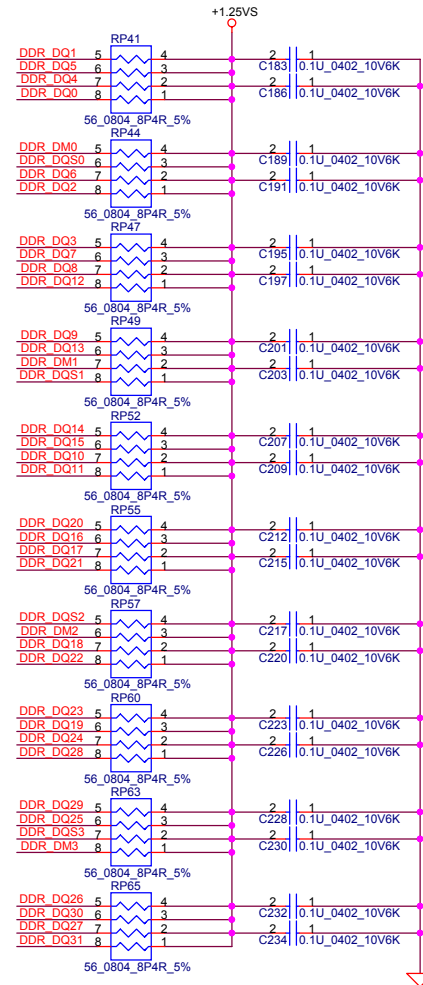 +1.25VS
RP41
DDR_DQ1 5 4 2 1
DDR_DQ5 6 3 C183 0.1U_0402_10V6K
DDR_DQ4 7 2 2 1
DDR_DQ0 8 1 C186 0.1U_0402_10V6K
56_0804_8P4R_5%
RP44
DDR_DM0 5 4 2 1
DDR_DQS0 6 3 C189 0.1U_0402_10V6K
DDR_DQ6 7 2 2 1
DDR_DQ2 8 1 C191 0.1U_0402_10V6K
56_0804_8P4R_5%
RP47
DDR_DQ3 5 4 2 1
DDR_DQ7 6 3 C195 0.1U_0402_10V6K
DDR_DQ8 7 2 2 1
DDR_DQ12 8 1 C197 0.1U_0402_10V6K
56_0804_8P4R_5%
RP49
DDR_DQ9 5 4 2 1
DDR_DQ13 6 3 C201 0.1U_0402_10V6K
DDR_DM1 7 2 2 1
DDR_DQS1 8 1 C203 0.1U_0402_10V6K
56_0804_8P4R_5%
RP52
DDR_DQ14 5 4 2 1
DDR_DQ15 6 3 C207 0.1U_0402_10V6K
DDR_DQ10 7 2 2 1
DDR_DQ11 8 1 C209 0.1U_0402_10V6K
56_0804_8P4R_5%
RP55
DDR_DQ20 5 4 2 1
DDR_DQ16 6 3 C212 0.1U_0402_10V6K
DDR_DQ17 7 2 2 1
DDR_DQ21 8 1 C215 0.1U_0402_10V6K
56_0804_8P4R_5%
RP57
DDR_DQS2 5 4 2 1
DDR_DM2 6 3 C217 0.1U_0402_10V6K
DDR_DQ18 7 2 2 1
DDR_DQ22 8 1 C220 0.1U_0402_10V6K
56_0804_8P4R_5%
RP60
DDR_DQ23 5 4 2 1
DDR_DQ19 6 3 C223 0.1U_0402_10V6K
DDR_DQ24 7 2 2 1
DDR_DQ28 8 1 C226 0.1U_0402_10V6K
56_0804_8P4R_5%
RP63
DDR_DQ29 5 4 2 1
DDR_DQ25 6 3 C228 0.1U_0402_10V6K
DDR_DQS3 7 2 2 1
DDR_DM3 8 1 C230 0.1U_0402_10V6K
56_0804_8P4R_5%
RP65
DDR_DQ26 5 4 2 1
DDR_DQ30 6 3 C232 0.1U_0402_10V6K
DDR_DQ27 7 2 2 1
DDR_DQ31 8 1 C234 0.1U_0402_10V6K
56_0804_8P4R_5%